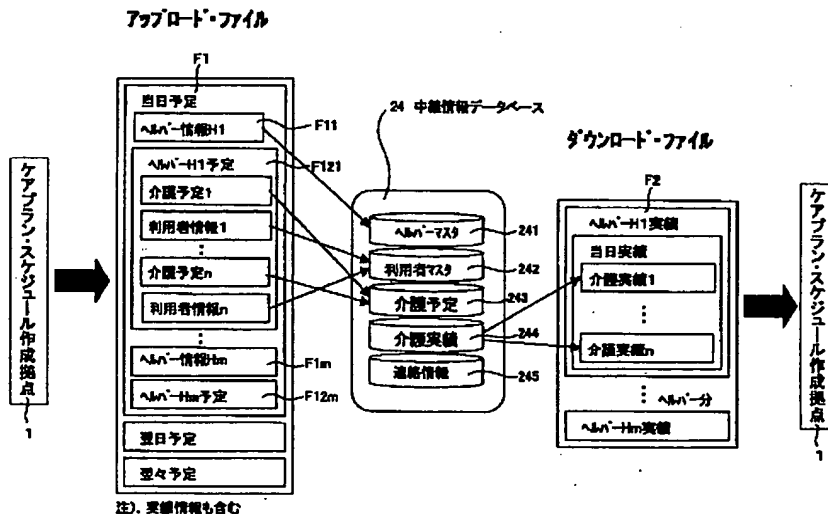 アップロード・ファイル
F1
当日予定
ヘルパー情報H1
F11
ヘルパーH1予定
F121
介護予定1
利用者情報1
介護予定n
利用者情報n
ヘルパー情報Hm
F1m
ヘルパーHm予定
F12m
翌日予定
翌々予定
注).実績情報も含む
ケアプラン・スケジュール作成拠点
1
24 中継情報データベース
ヘルパーマスタ
241
利用者マスタ
242
介護予定
243
介護実績
244
連絡情報
245
ダウンロード・ファイル
F2
ヘルパーH1実績
当日実績
介護実績1
介護実績n
ヘルパー分
ヘルパーHm実績
ケアプラン・スケジュール作成拠点
1